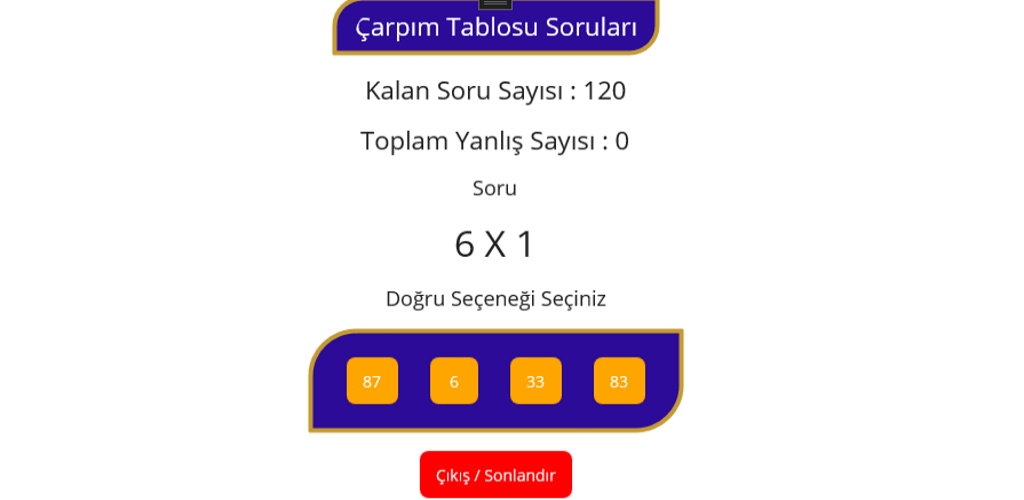 Çarpım Tablosu Soruları
Kalan Soru Sayısı : 120
Toplam Yanlış Sayısı : 0
Soru
6 X 1
Doğru Seçeneği Seçiniz
87 6 33 83
Çıkış / Sonlandır